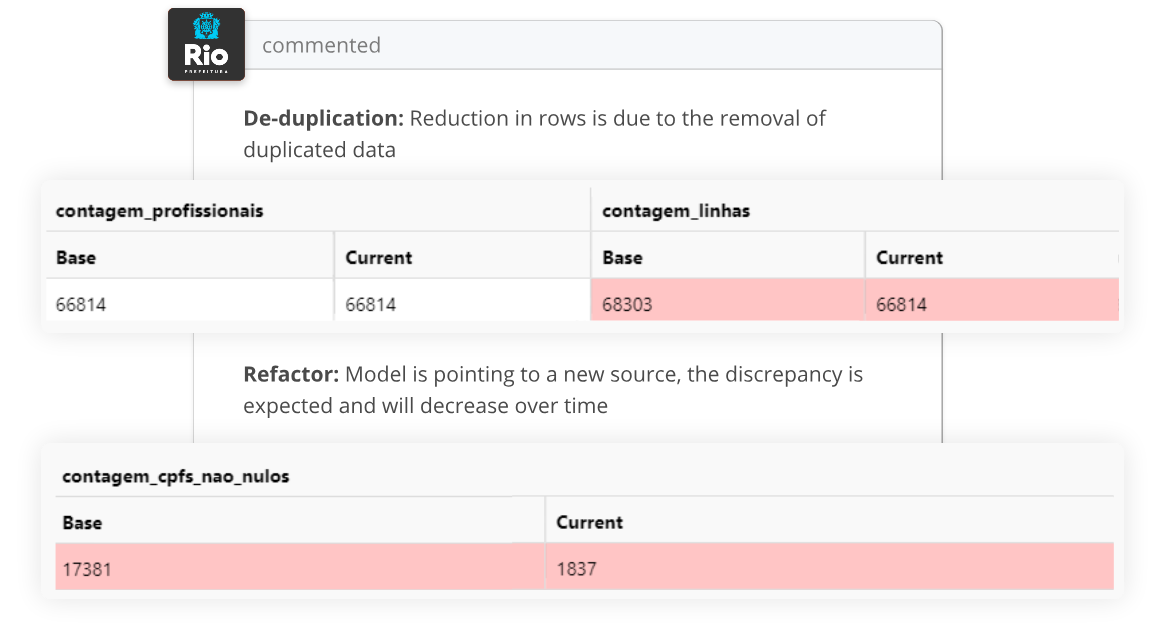 Rio
PREFEITURA
commented
De-duplication: Reduction in rows is due to the removal of
duplicated data
contagem_profissionais contagem_linhas
Base Current Base Current
66814 66814 68303 66814
Refactor: Model is pointing to a new source, the discrepancy is
expected and will decrease over time
contagem_cpfs_nao_nulos
Base Current
17381 1837